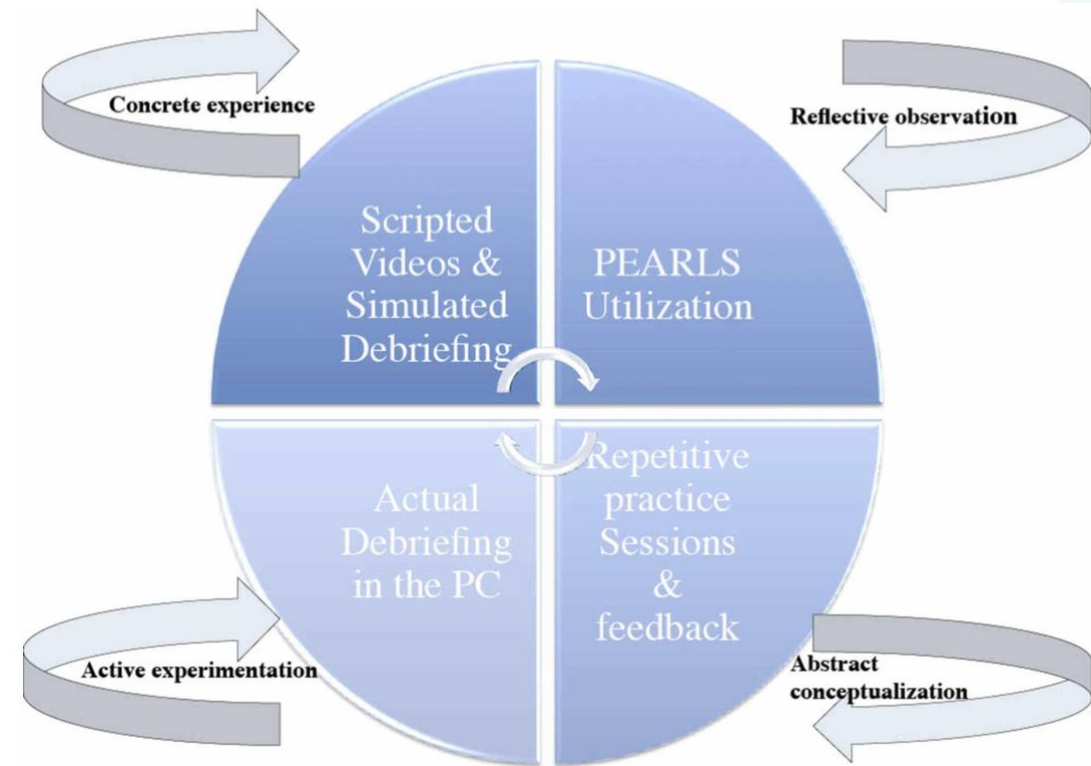 Concrete experience
Reflective observation
Scripted
Videos &
Simulated
Debriefing
PEARLS
Utilization
Actual
Debriefing
in the PC
Repetitive
practice
Sessions
&
feedback
Active experimentation
Abstract
conceptualization